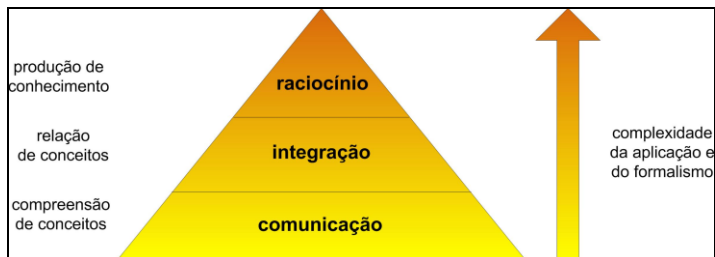 produção de
conhecimento
raciocínio
relação
de conceitos
integração
complexidade
da aplicação e
do formalismo
compreensão
de conceitos
comunicação